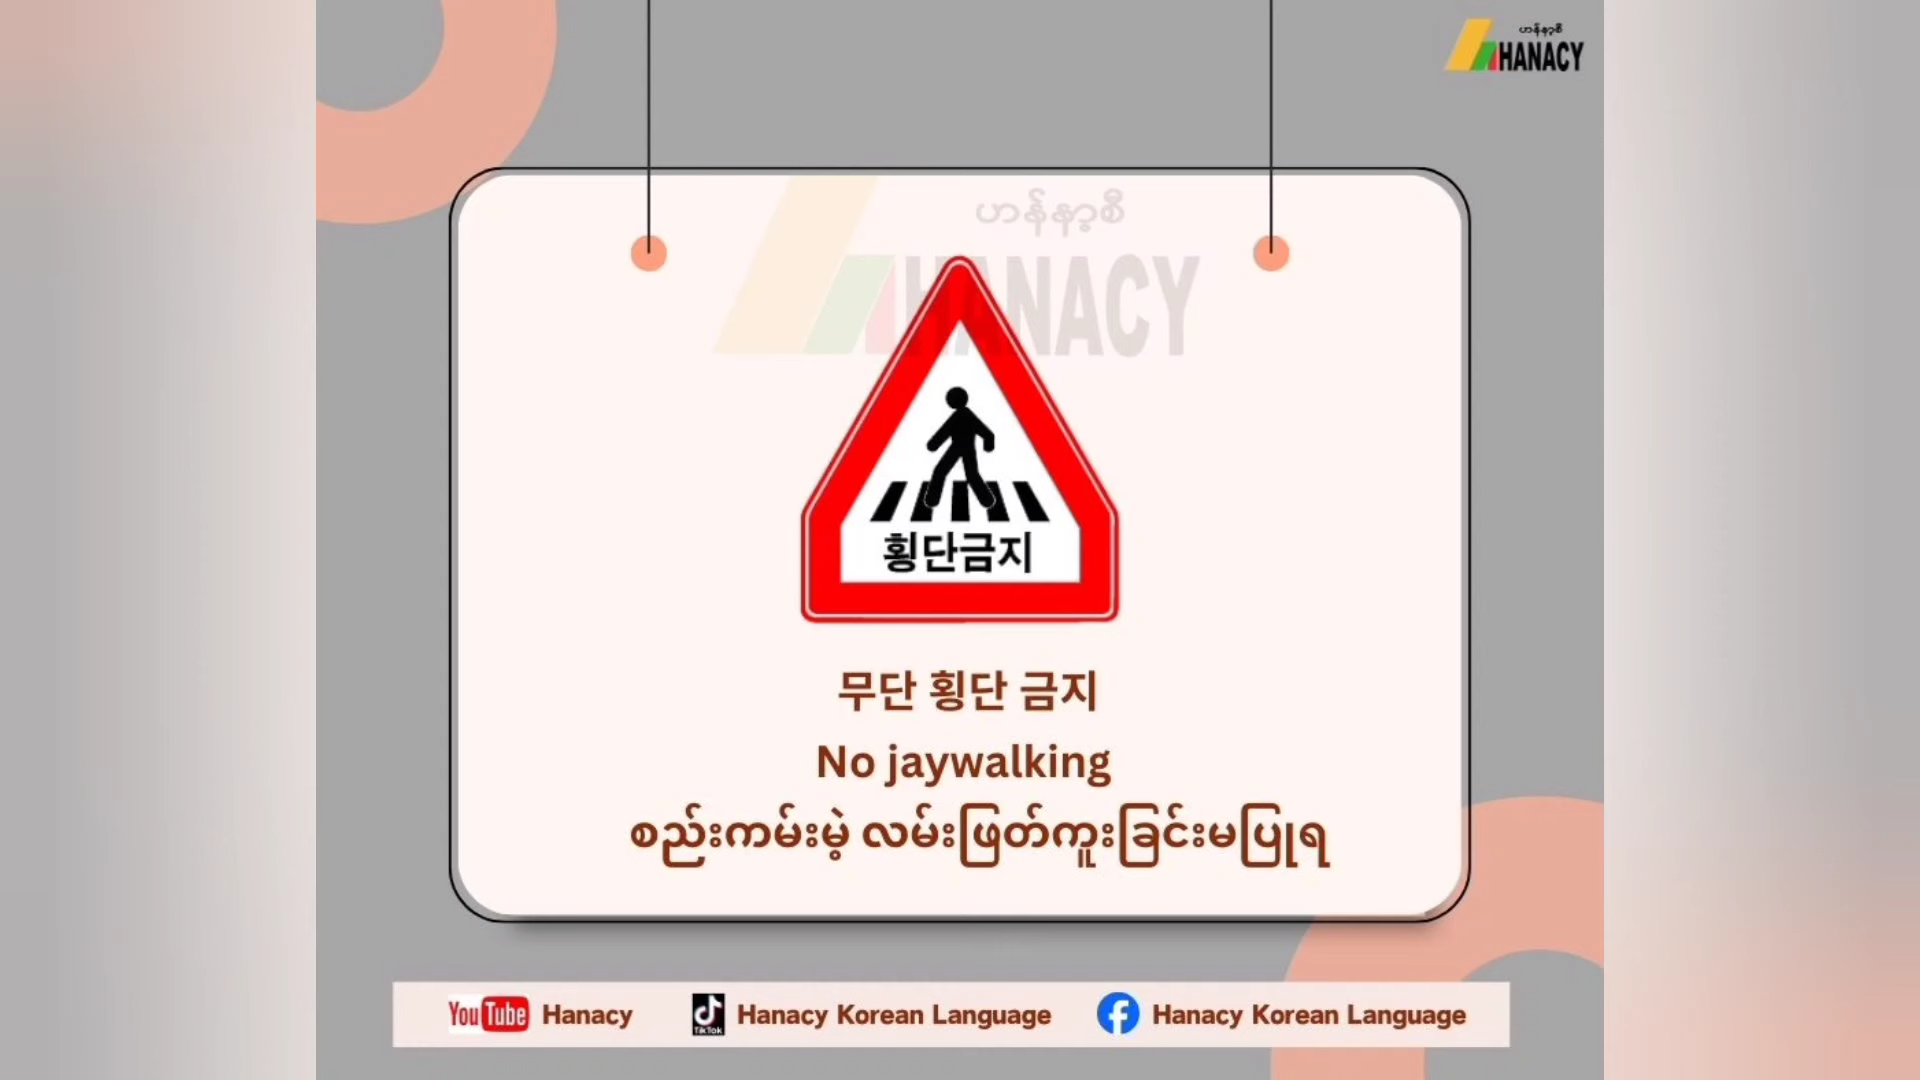 ဟန်နာ့စီ
HANACY
ဟန်နာ့စီ
HANACY
횡단금지
무단 횡단 금지
No jaywalking
စည်းကမ်းမဲ့ လမ်းဖြတ်ကူးခြင်းမပြုရ
YouTube Hanacy TikTok Hanacy Korean Language Hanacy Korean Language